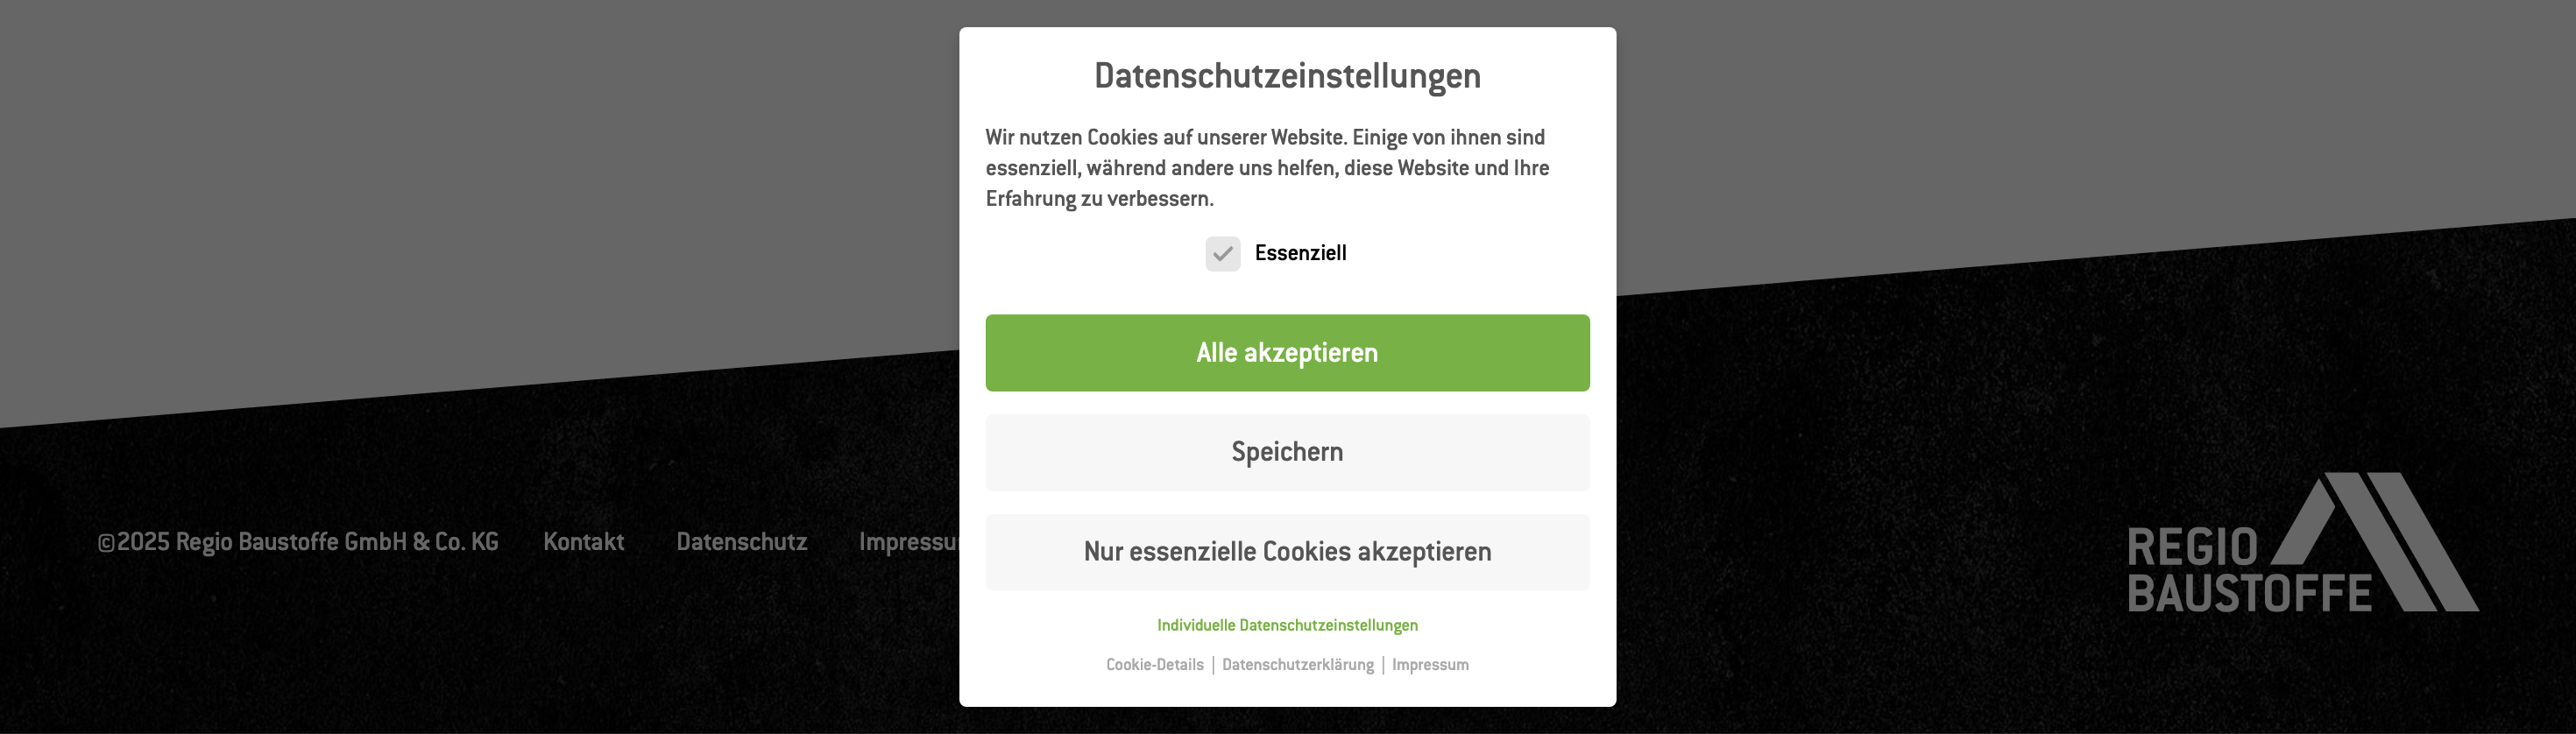 Datenschutzeinstellungen
Wir nutzen Cookies auf unserer Website. Einige von ihnen sind
essenziell, während andere uns helfen, diese Website und Ihre
Erfahrung zu verbessern.
Essenziell
Alle akzeptieren
Speichern
Nur essenzielle Cookies akzeptieren
Individuelle Datenschutzeinstellungen
Cookie-Details | Datenschutzerklärung | Impressum
©2025 Regio Baustoffe GmbH & Co. KG Kontakt Datenschutz Impressu
REGIO
BAUSTOFFE